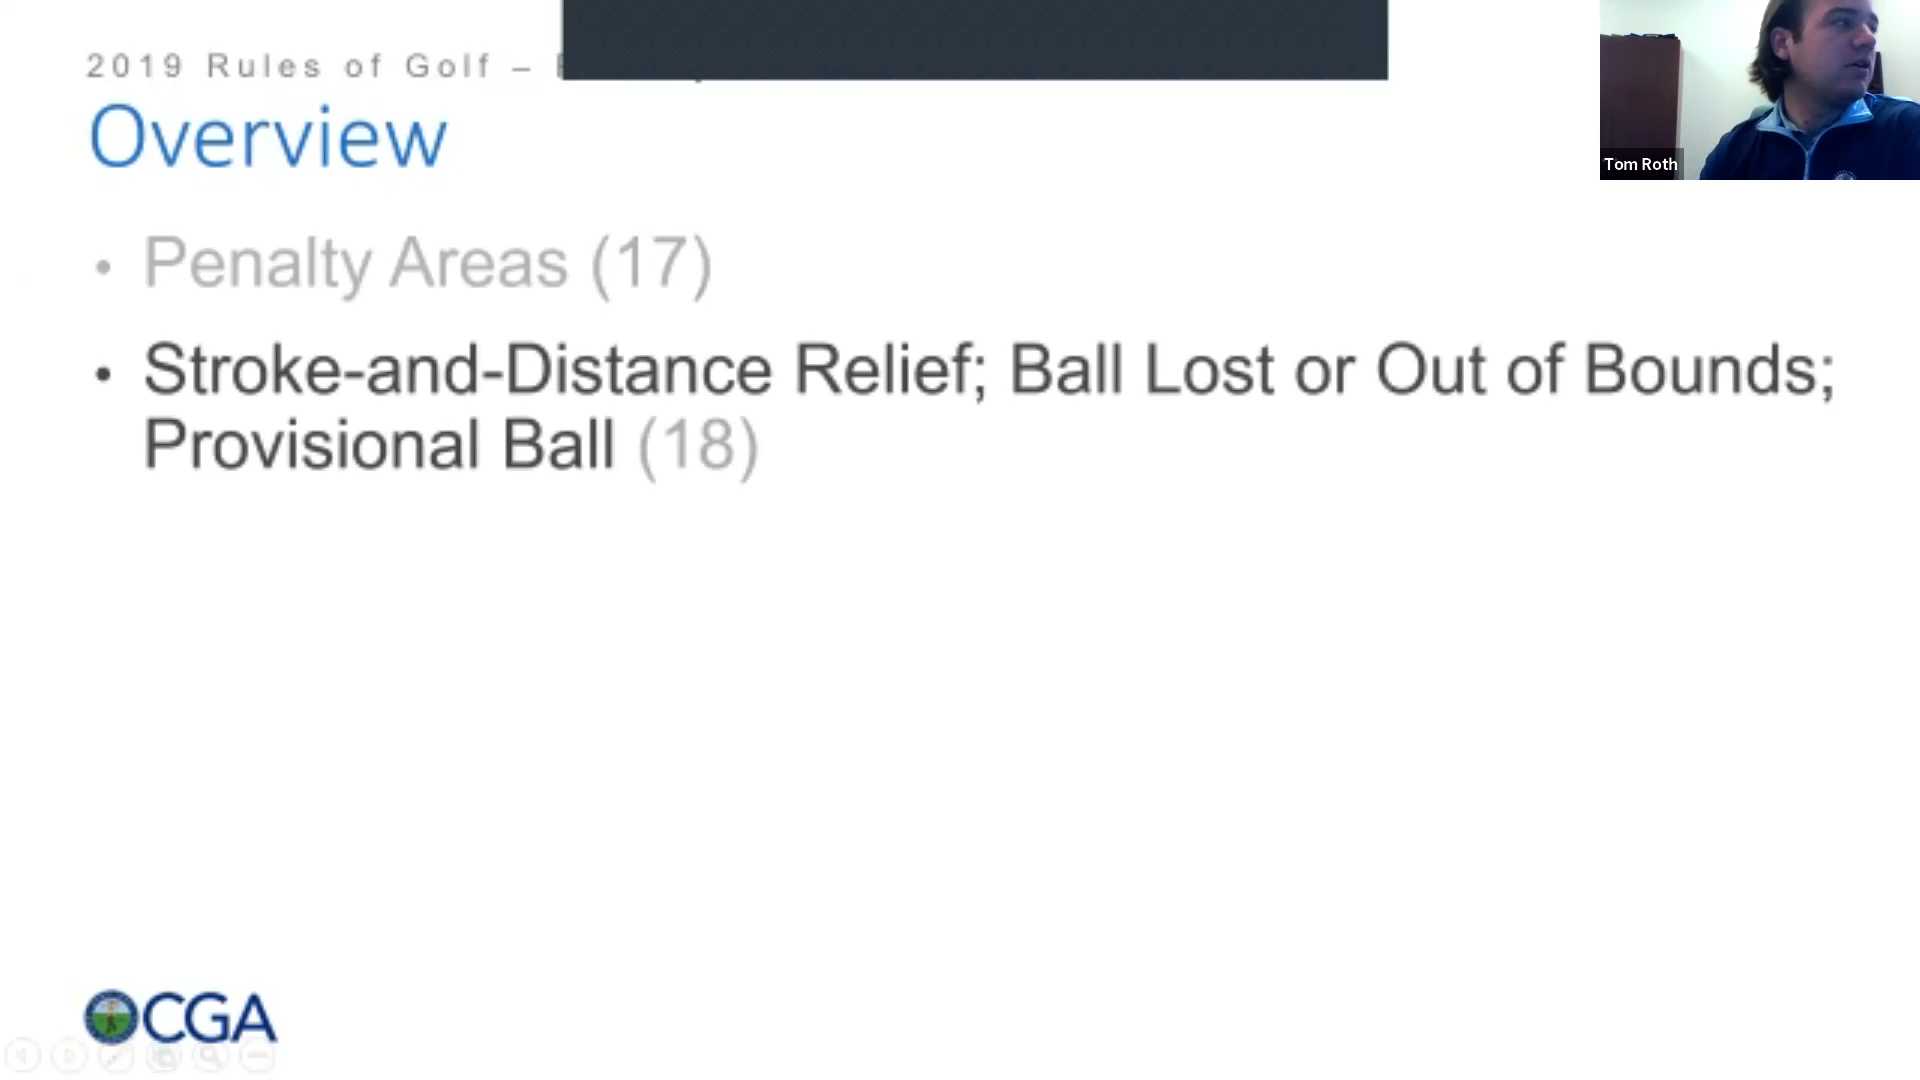 2019 Rules of Golf –
Overview
• Penalty Areas (17)
• Stroke-and-Distance Relief; Ball Lost or Out of Bounds;
Provisional Ball (18)
CGA
Tom Roth